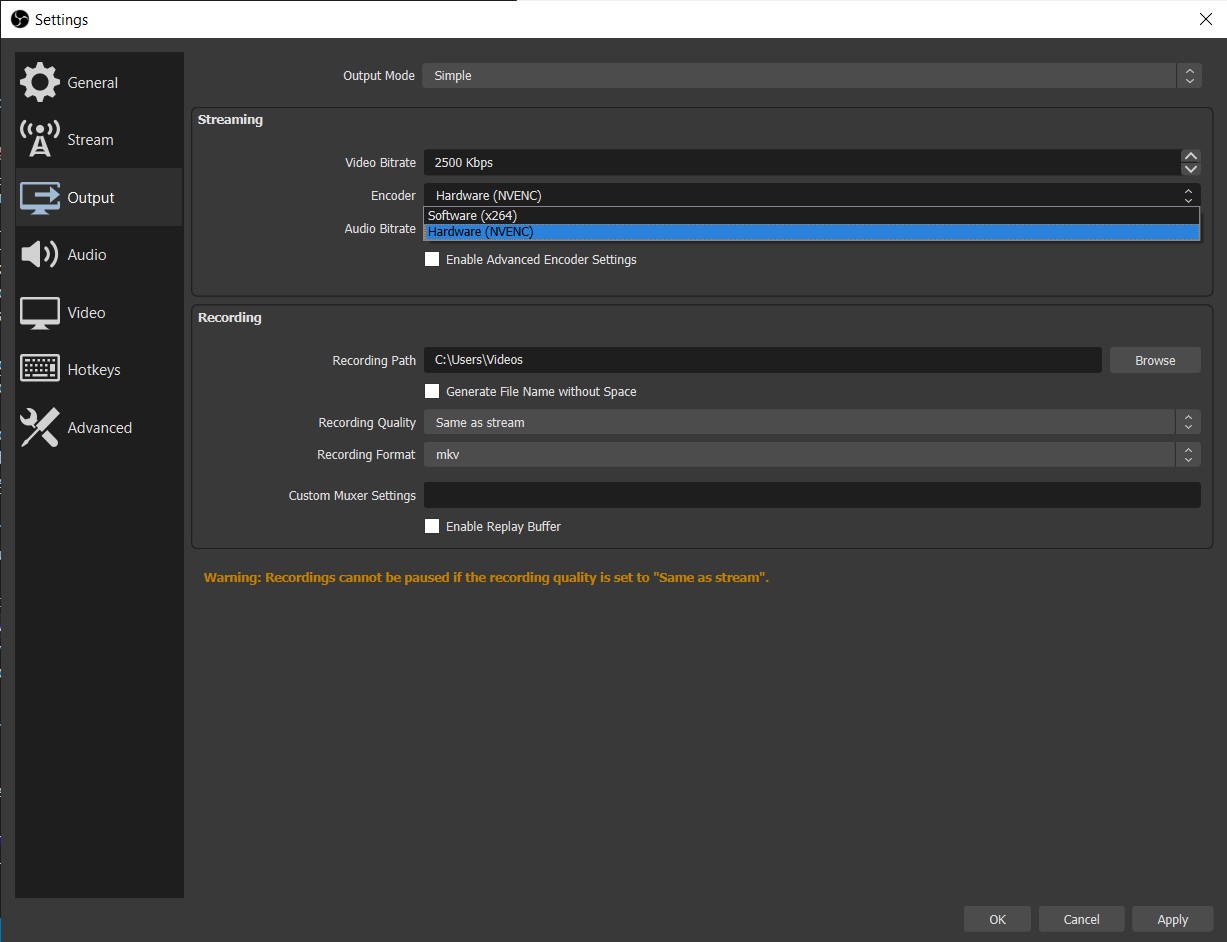 Settings
General
Stream
Output
Audio
Video
Hotkeys
Advanced
Output Mode Simple
Streaming
Video Bitrate 2500 Kbps
Encoder Hardware (NVENC)
Software (x264)
Audio Bitrate Hardware (NVENC)
Enable Advanced Encoder Settings
Recording
Recording Path C:\Users\Videos Browse
Generate File Name without Space
Recording Quality Same as stream
Recording Format mkv
Custom Muxer Settings
Enable Replay Buffer
Warning: Recordings cannot be paused if the recording quality is set to "Same as stream".
OK Cancel Apply